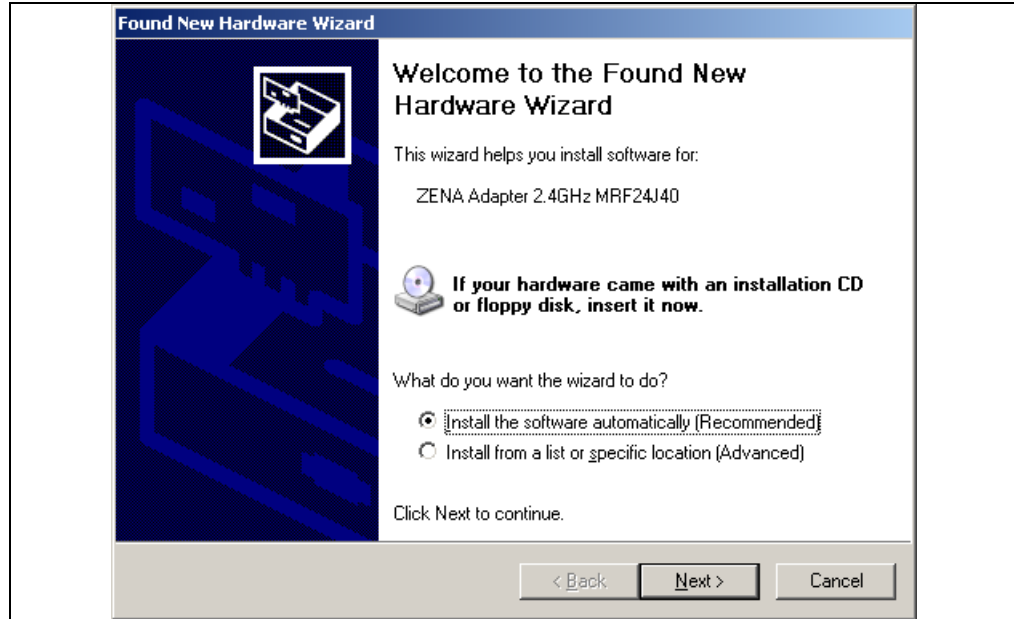 Found New Hardware Wizard
Welcome to the Found New
Hardware Wizard
This wizard helps you install software for:
ZENA Adapter 2.4GHz MRF24J40
If your hardware came with an installation CD
or floppy disk, insert it now.
What do you want the wizard to do?
Install the software automatically (Recommended)
Install from a list or specific location (Advanced)
Click Next to continue.
< Back Next > Cancel